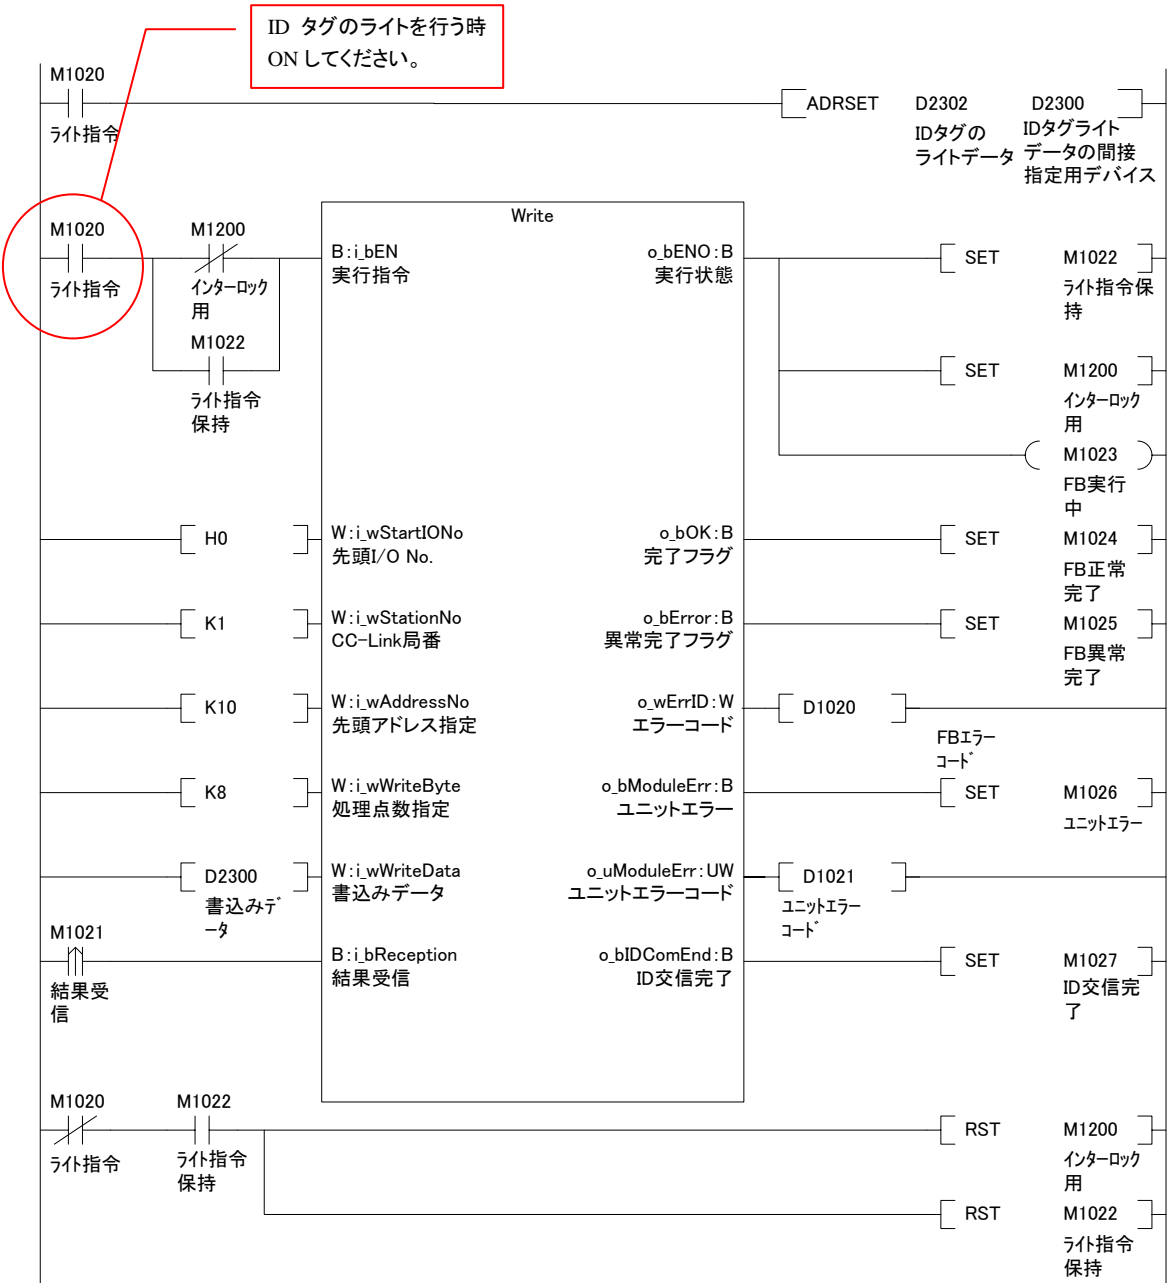 ID タグのライトを行う時
ON してください。
M1020
ライト指令
ADRSET D2302 D2300
IDタグの
ライトデータ
IDタグライト
データの間接
指定用デバイス
M1020
ライト指令
M1200
インターロック
用
M1022
ライト指令
保持
Write
B:i_bEN
実行指令
o_bENO:B
実行状態
SET M1022
ライト指令保
持
SET M1200
インターロック
用
M1023
FB実行
中
H0
W:i_wStartIONo
先頭I/O No.
o_bOK:B
完了フラグ
SET M1024
FB正常
完了
K1
W:i_wStationNo
CC-Link局番
o_bError:B
異常完了フラグ
SET M1025
FB異常
完了
K10
W:i_wAddressNo
先頭アドレス指定
o_wErrID:W
エラーコード
D1020
FBエラー
コード
K8
W:i_wWriteByte
処理点数指定
o_bModuleErr:B
ユニットエラー
SET M1026
ユニットエラー
D2300
書込みデ
ータ
W:i_wWriteData
書込みデータ
o_uModuleErr:UW
ユニットエラーコード
D1021
ユニットエラー
コード
M1021
結果受
信
B:i_bReception
結果受信
o_bIDComEnd:B
ID交信完了
SET M1027
ID交信完
了
M1020
ライト指令
M1022
ライト指令
保持
RST M1200
インターロック
用
RST M1022
ライト指令
保持